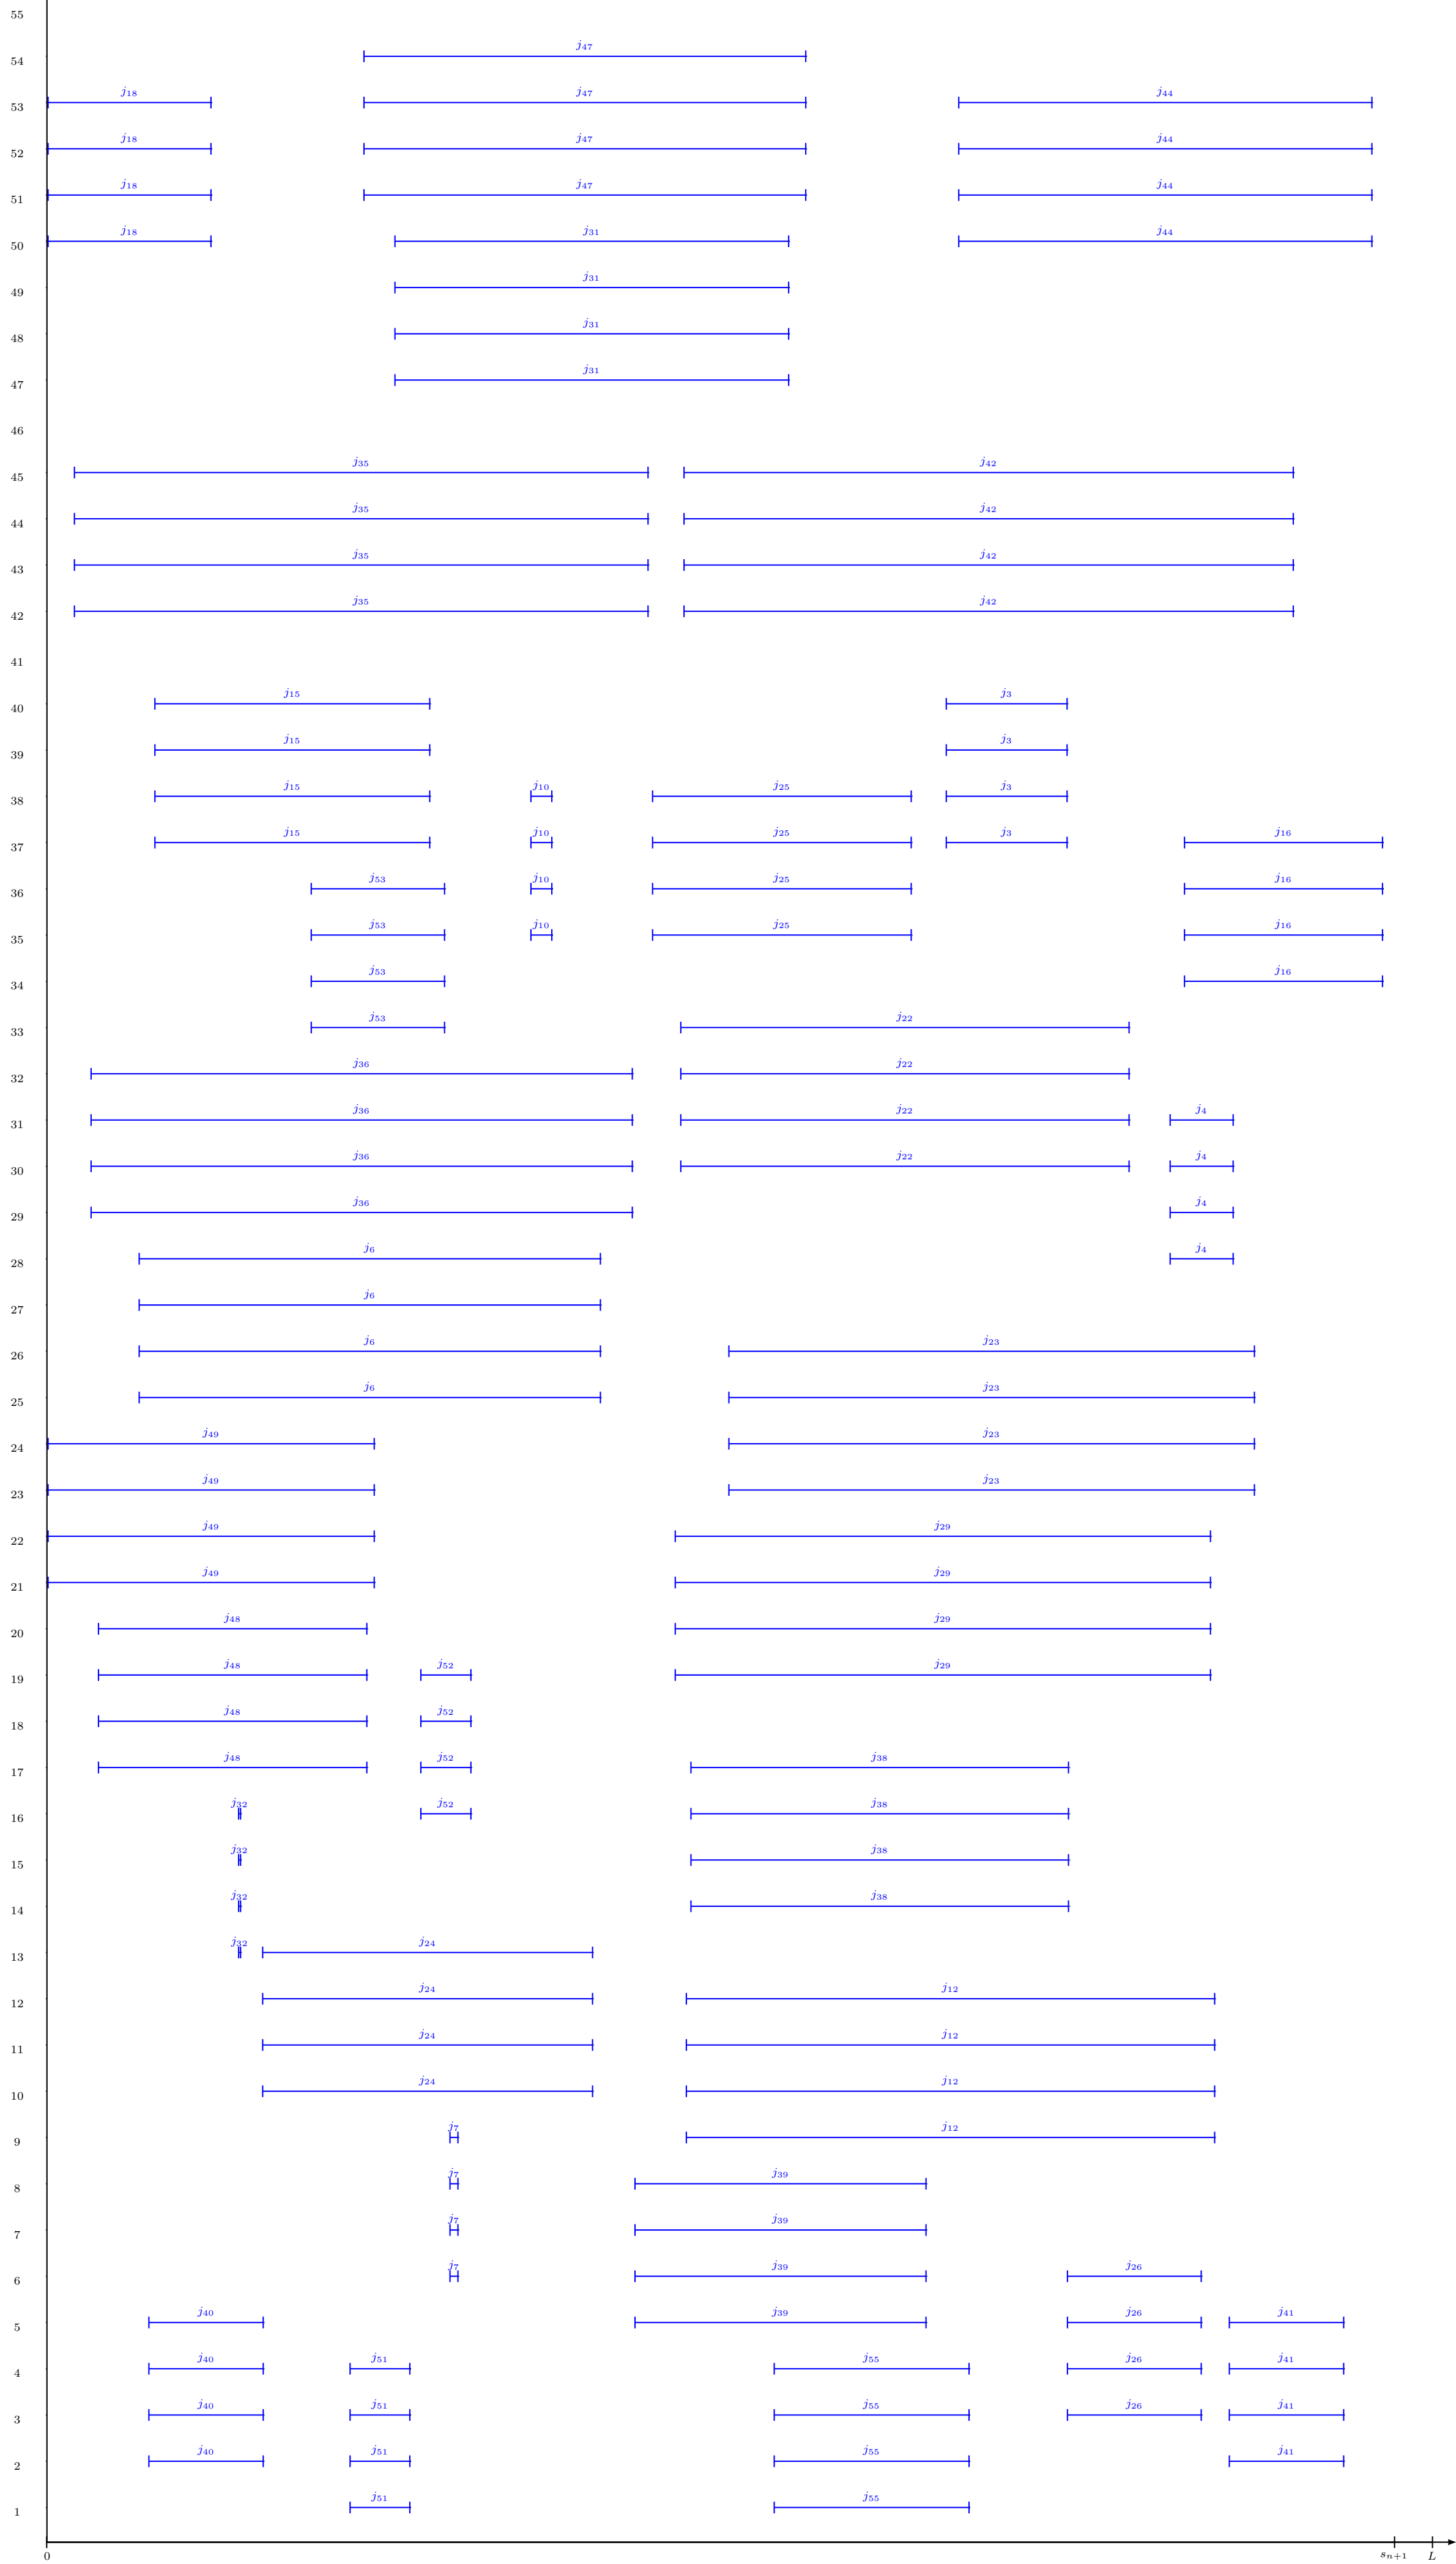 55
54 j₄₇
53 j₁₈ j₄₇ j₄₄
52 j₁₈ j₄₇ j₄₄
51 j₁₈ j₄₇ j₄₄
50 j₁₈ j₃₁ j₄₄
49 j₃₁
48 j₃₁
47 j₃₁
46
45 j₃₅ j₄₂
44 j₃₅ j₄₂
43 j₃₅ j₄₂
42 j₃₅ j₄₂
41
40 j₁₅ j₃
39 j₁₅ j₃
38 j₁₅ j₁₀ j₂₅ j₃
37 j₁₅ j₁₀ j₂₅ j₃ j₁₆
36 j₅₃ j₁₀ j₂₅ j₁₆
35 j₅₃ j₁₀ j₂₅ j₁₆
34 j₅₃ j₁₆
33 j₅₃ j₂₂
32 j₃₆ j₂₂
31 j₃₆ j₂₂ j₄
30 j₃₆ j₂₂ j₄
29 j₃₆ j₄
28 j₆ j₄
27 j₆
26 j₆ j₂₃
25 j₆ j₂₃
24 j₄₉ j₂₃
23 j₄₉ j₂₃
22 j₄₉ j₂₉
21 j₄₉ j₂₉
20 j₄₈ j₂₉
19 j₄₈ j₅₂ j₂₉
18 j₄₈ j₅₂
17 j₄₈ j₅₂ j₃₈
16 j₃₂ j₅₂ j₃₈
15 j₃₂ j₃₈
14 j₃₂ j₃₈
13 j₃₂ j₂₄
12 j₂₄ j₁₂
11 j₂₄ j₁₂
10 j₂₄ j₁₂
9 j₇ j₁₂
8 j₇ j₃₉
7 j₇ j₃₉
6 j₇ j₃₉ j₂₆
5 j₄₀ j₃₉ j₂₆ j₄₁
4 j₄₀ j₅₁ j₅₅ j₂₆ j₄₁
3 j₄₀ j₅₁ j₅₅ j₂₆ j₄₁
2 j₄₀ j₅₁ j₅₅ j₄₁
1 j₅₁ j₅₅
0 sₙ₊₁ L